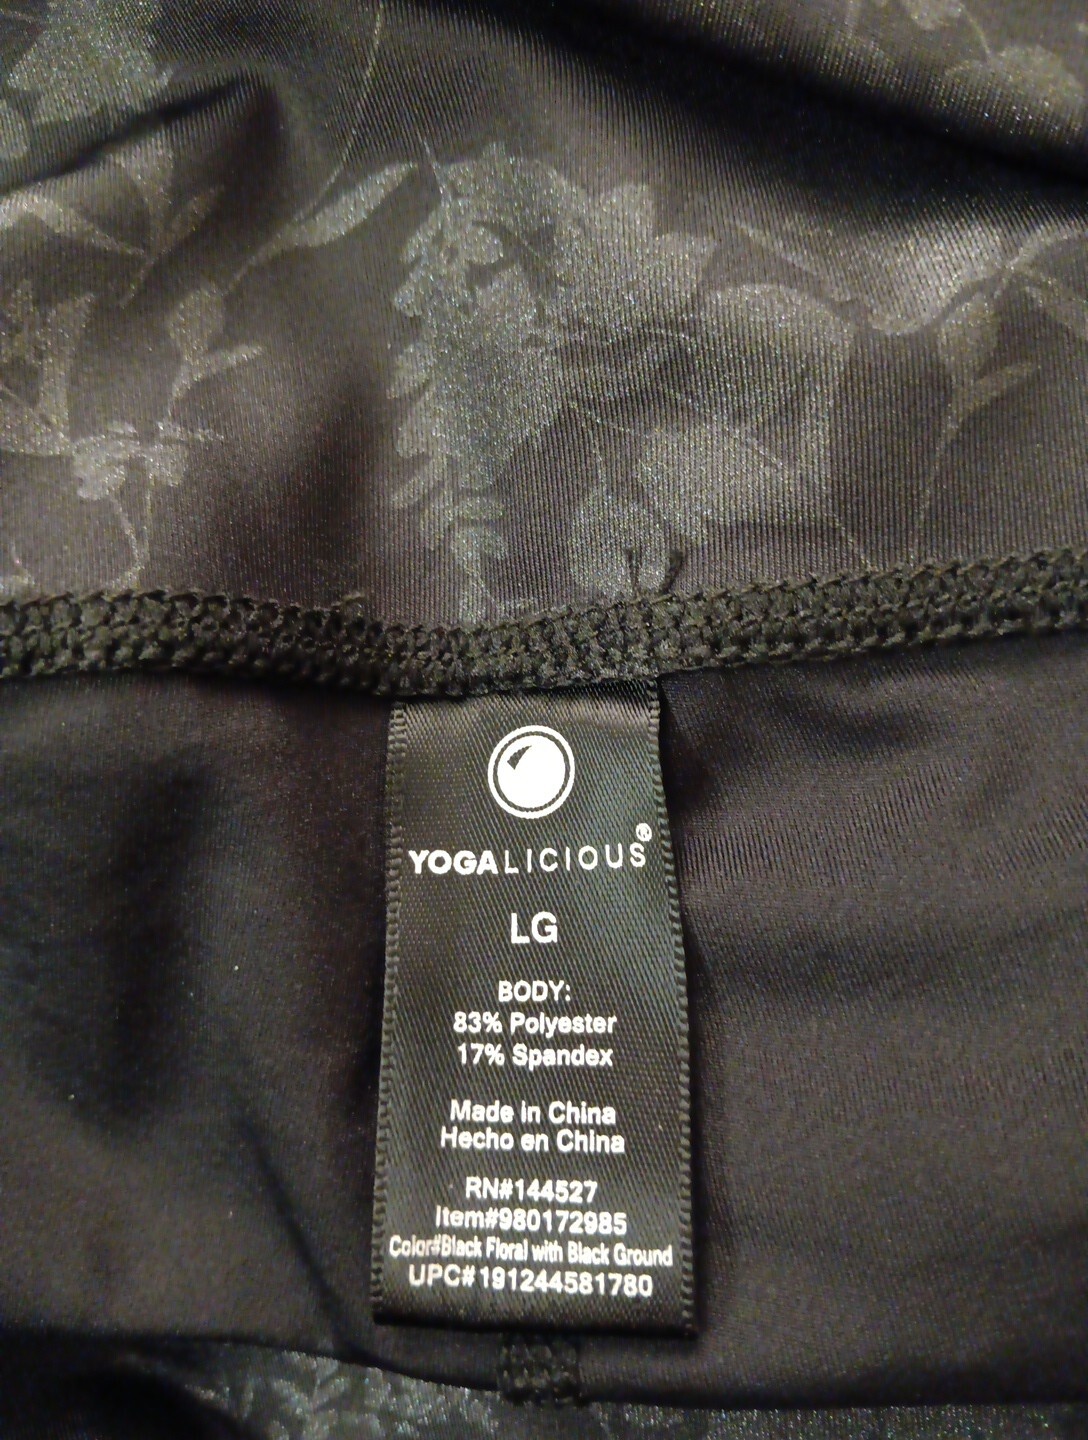 YOGALICIOUS®
LG
BODY:
83% Polyester
17% Spandex
Made in China
Hecho en China
RN#144527
Item#980172985
Color#Black Floral with Black Ground
UPC#191244581780